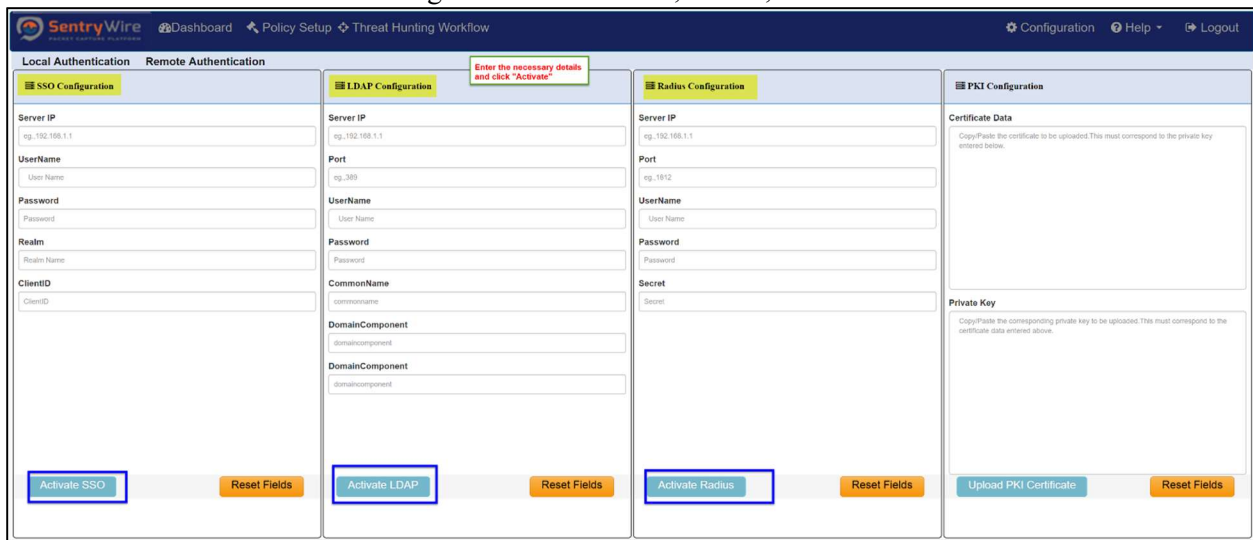 SentryWire
PACKET CAPTURE PLATFORM
Dashboard Policy Setup Threat Hunting Workflow
Configuration Help Logout
Local Authentication Remote Authentication
Enter the necessary details
and click "Activate"
SSO Configuration
Server IP
eg.,192.168.1.1
UserName
User Name
Password
Password
Realm
Realm Name
ClientID
ClientID
Activate SSO
Reset Fields
LDAP Configuration
Server IP
eg.,192.168.1.1
Port
eg.,389
UserName
User Name
Password
Password
CommonName
commonname
DomainComponent
domaincomponent
DomainComponent
domaincomponent
Activate LDAP
Reset Fields
Radius Configuration
Server IP
eg.,192.168.1.1
Port
eg.,1812
UserName
User Name
Password
Password
Secret
Secret
Activate Radius
Reset Fields
PKI Configuration
Certificate Data
Copy/Paste the certificate to be uploaded.This must correspond to the private key
entered below.
Private Key
Copy/Paste the corresponding private key to be uploaded.This must correspond to the
certificate data entered above.
Upload PKI Certificate
Reset Fields